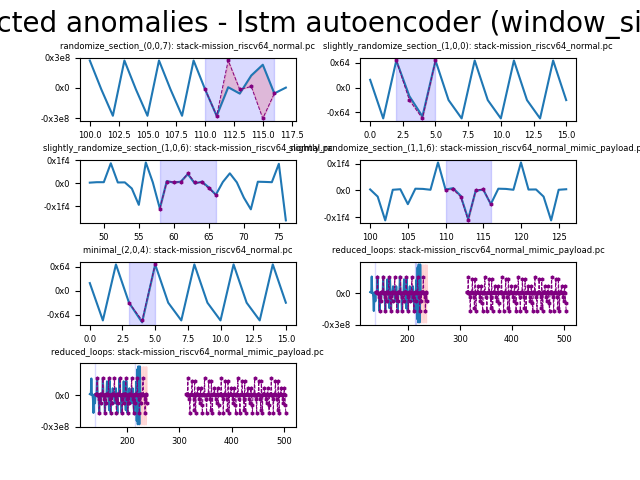 cted anomalies - lstm autoencoder (window_si
randomize_section_(0,0,7): stack-mission_riscv64_normal.pc
slightly_randomize_section_(1,0,0): stack-mission_riscv64_normal.pc
0x3e8
0x0
-0x3e8
100.0 102.5 105.0 107.5 110.0 112.5 115.0 117.5
0x64
0x0
-0x64
0.0 2.5 5.0 7.5 10.0 12.5 15.0
slightly_randomize_section_(1,0,6): stack-mission_riscv64_normal.pc
slightly_randomize_section_(1,1,6): stack-mission_riscv64_normal_mimic_payload.pc
0x1f4
0x0
-0x1f4
50 55 60 65 70 75
0x1f4
0x0
-0x1f4
100 105 110 115 120 125
minimal_(2,0,4): stack-mission_riscv64_normal.pc
reduced_loops: stack-mission_riscv64_normal_mimic_payload.pc
0x64
0x0
-0x64
0.0 2.5 5.0 7.5 10.0 12.5 15.0
0x0
-0x3e8
200 300 400 500
reduced_loops: stack-mission_riscv64_normal_mimic_payload.pc
0x0
-0x3e8
200 300 400 500